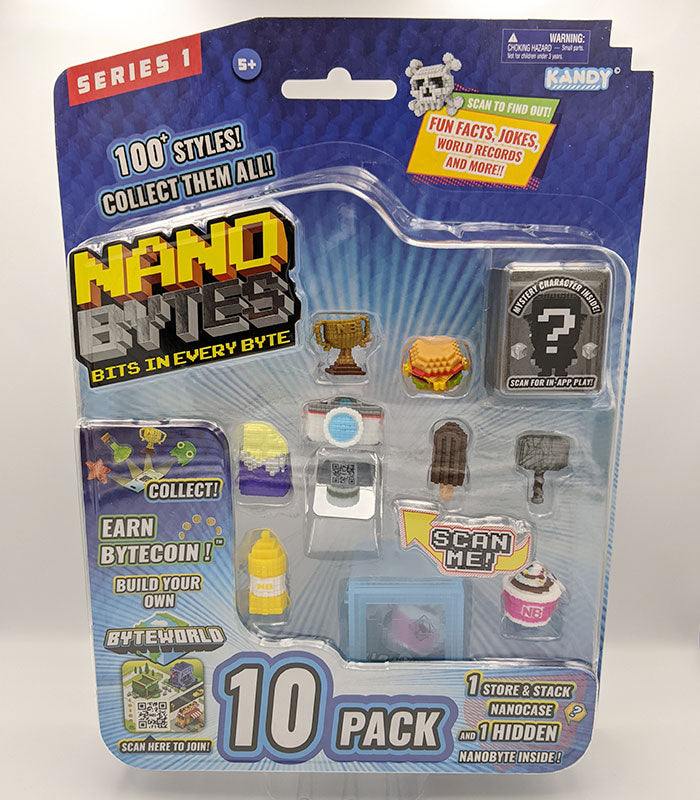 SERIES 1
5+
WARNING:
CHOKING HAZARD — Small parts.
Not for children under 3 years.
KANDY
SCAN TO FIND OUT!
FUN FACTS, JOKES,
WORLD RECORDS
AND MORE!!
100+ STYLES!
COLLECT THEM ALL!
NANO
BYTES
BITS IN EVERY BYTE
MYSTERY CHARACTER INSIDE!
?
SCAN FOR IN-APP PLAY!
COLLECT!
EARN
BYTECOIN!™
BUILD YOUR
OWN
BYTEWORLD
SCAN HERE TO JOIN!
SCAN
ME!
NB
NB
10 PACK
1 STORE & STACK
NANOCASE
?
AND 1 HIDDEN
NANOBYTE INSIDE!